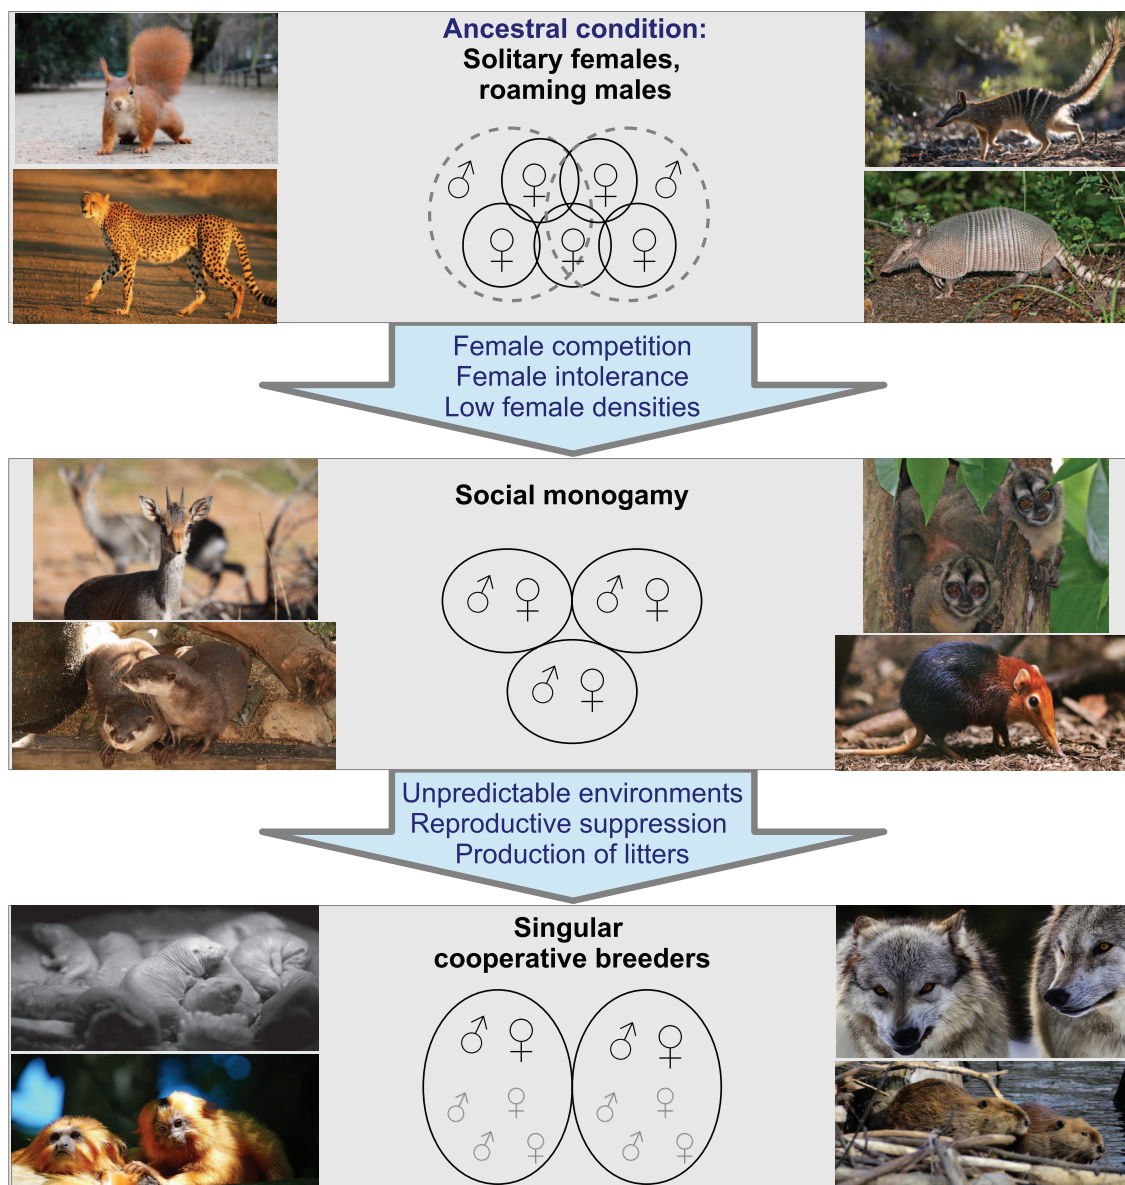 Ancestral condition:
Solitary females,
roaming males
Female competition
Female intolerance
Low female densities
Social monogamy
Unpredictable environments
Reproductive suppression
Production of litters
Singular
cooperative breeders